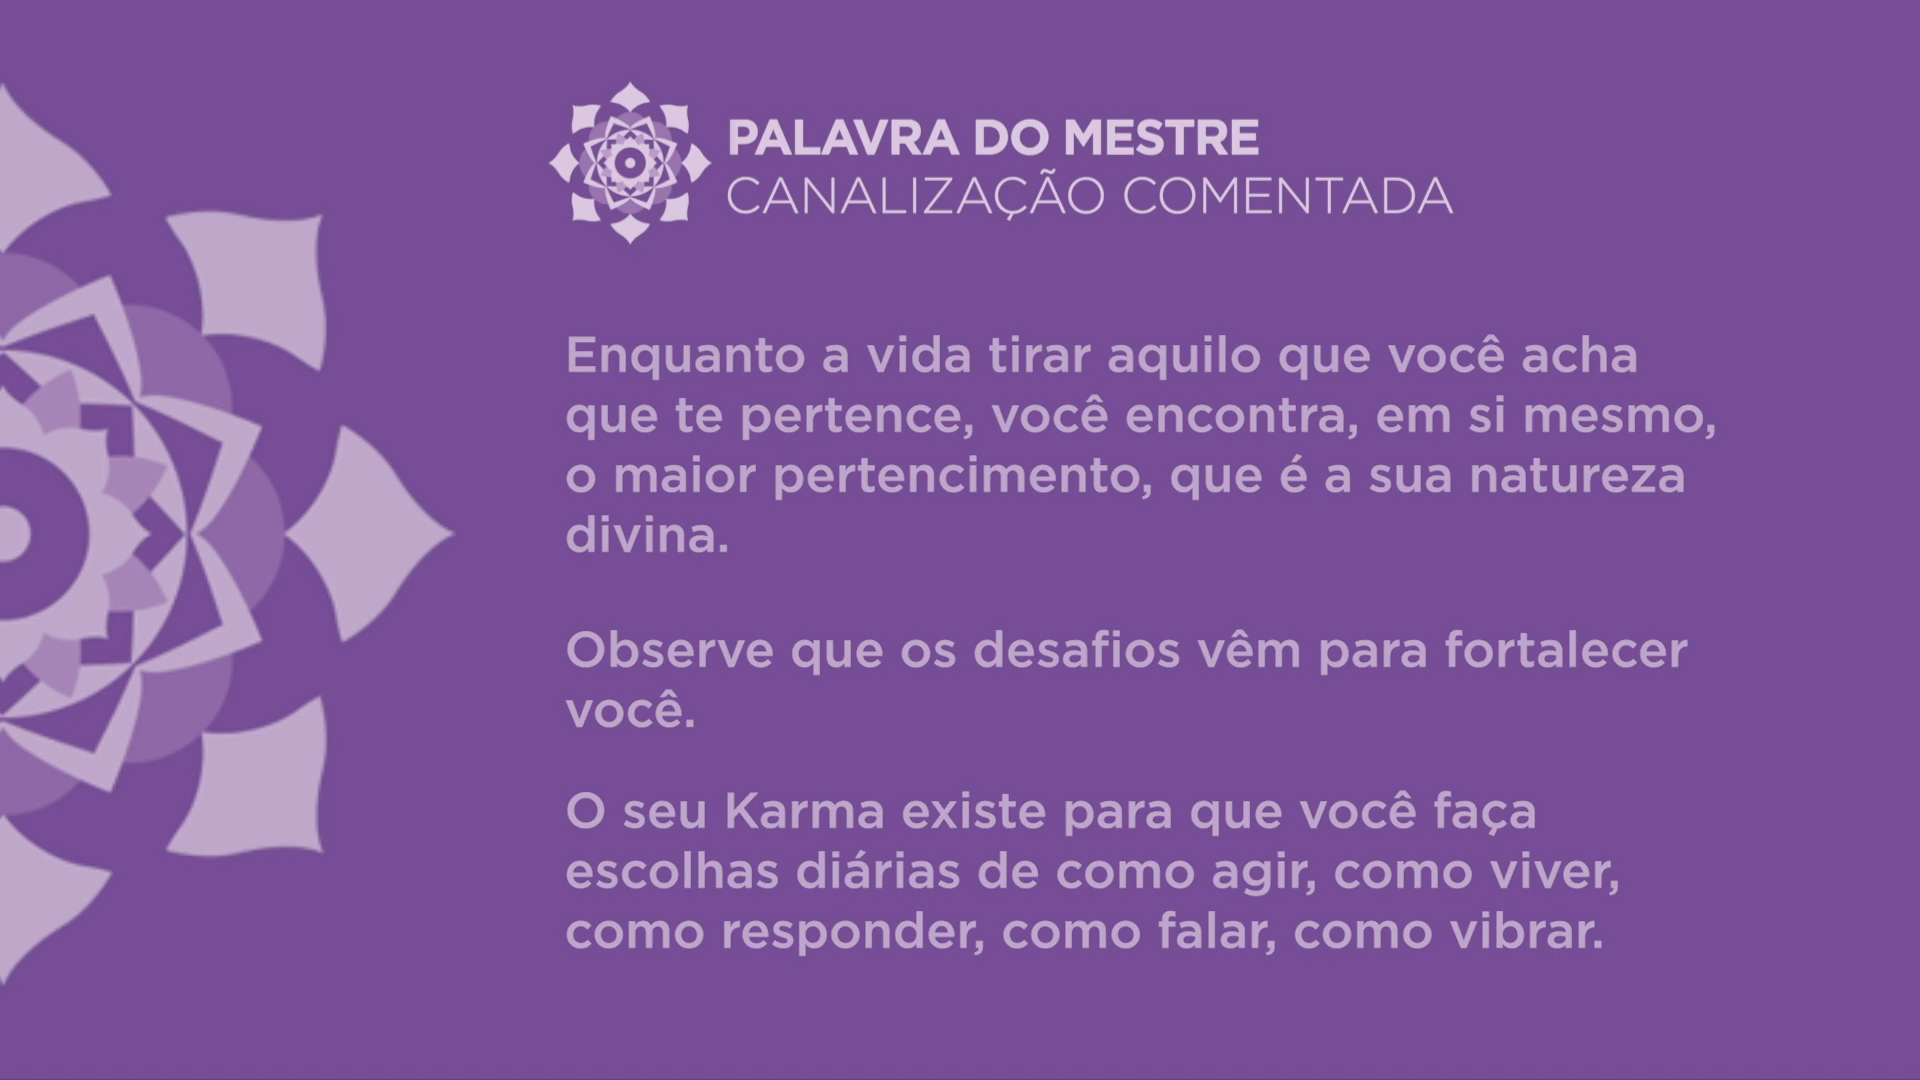 PALAVRA DO MESTRE
CANALIZAÇÃO COMENTADA
Enquanto a vida tirar aquilo que você acha
que te pertence, você encontra, em si mesmo,
o maior pertencimento, que é a sua natureza
divina.
Observe que os desafios vêm para fortalecer
você.
O seu Karma existe para que você faça
escolhas diárias de como agir, como viver,
como responder, como falar, como vibrar.